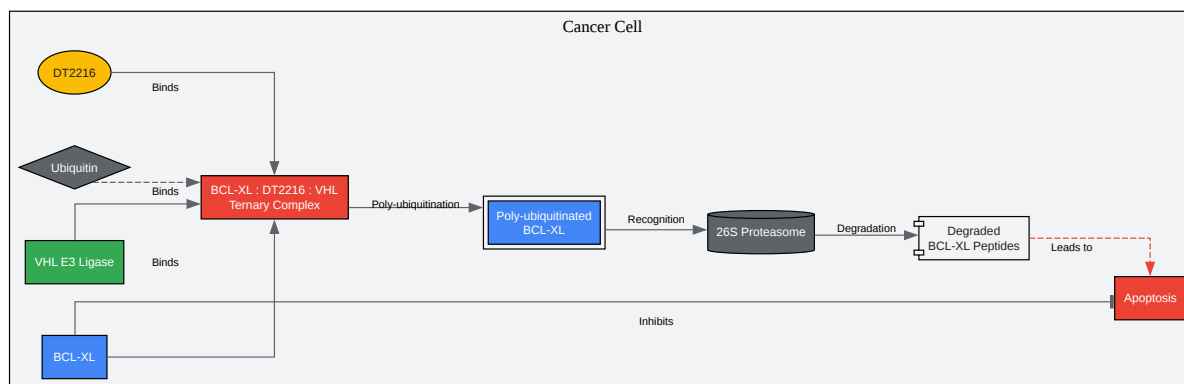 Cancer Cell
DT2216
Binds
Ubiquitin
Binds
BCL-XL : DT2216 : VHL
Ternary Complex
Poly-ubiquitination
Poly-ubiquitinated
BCL-XL
Recognition
26S Proteasome
Degradation
Degraded
BCL-XL Peptides
Leads to
VHL E3 Ligase
Binds
Apoptosis
Inhibits
BCL-XL